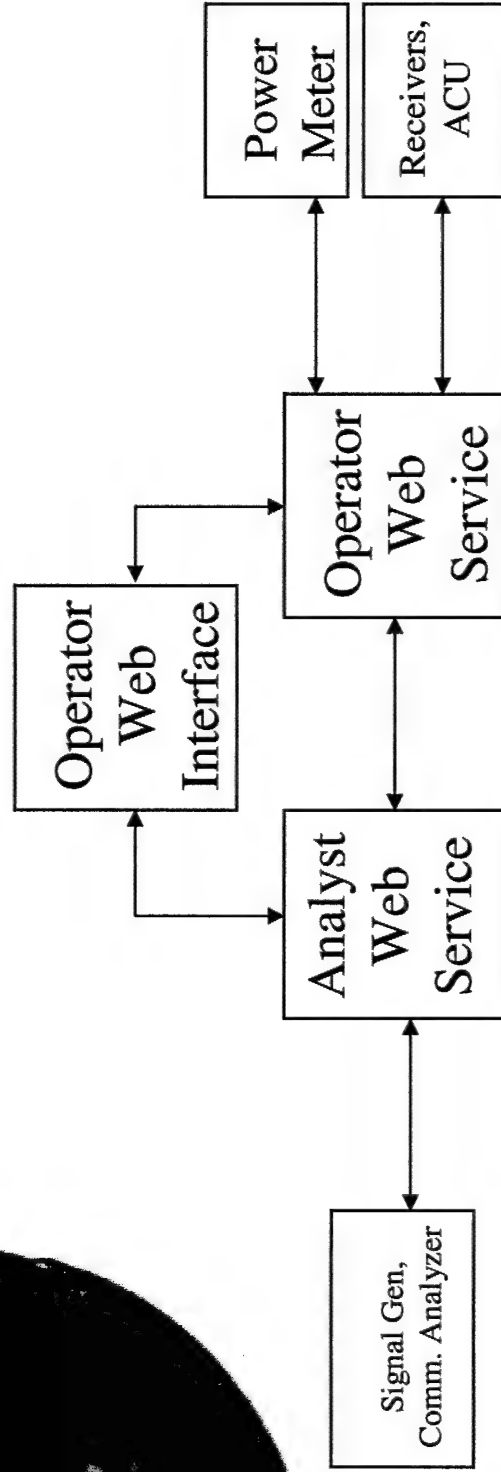 Operator
Web
Interface
Signal Gen,
Comm. Analyzer
Analyst
Web
Service
Operator
Web
Service
Power
Meter
Receivers,
ACU